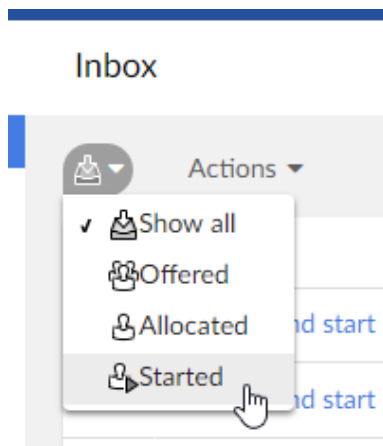 Inbox
Actions
✓ Show all
Offered
Allocated
nd start
Started
nd start